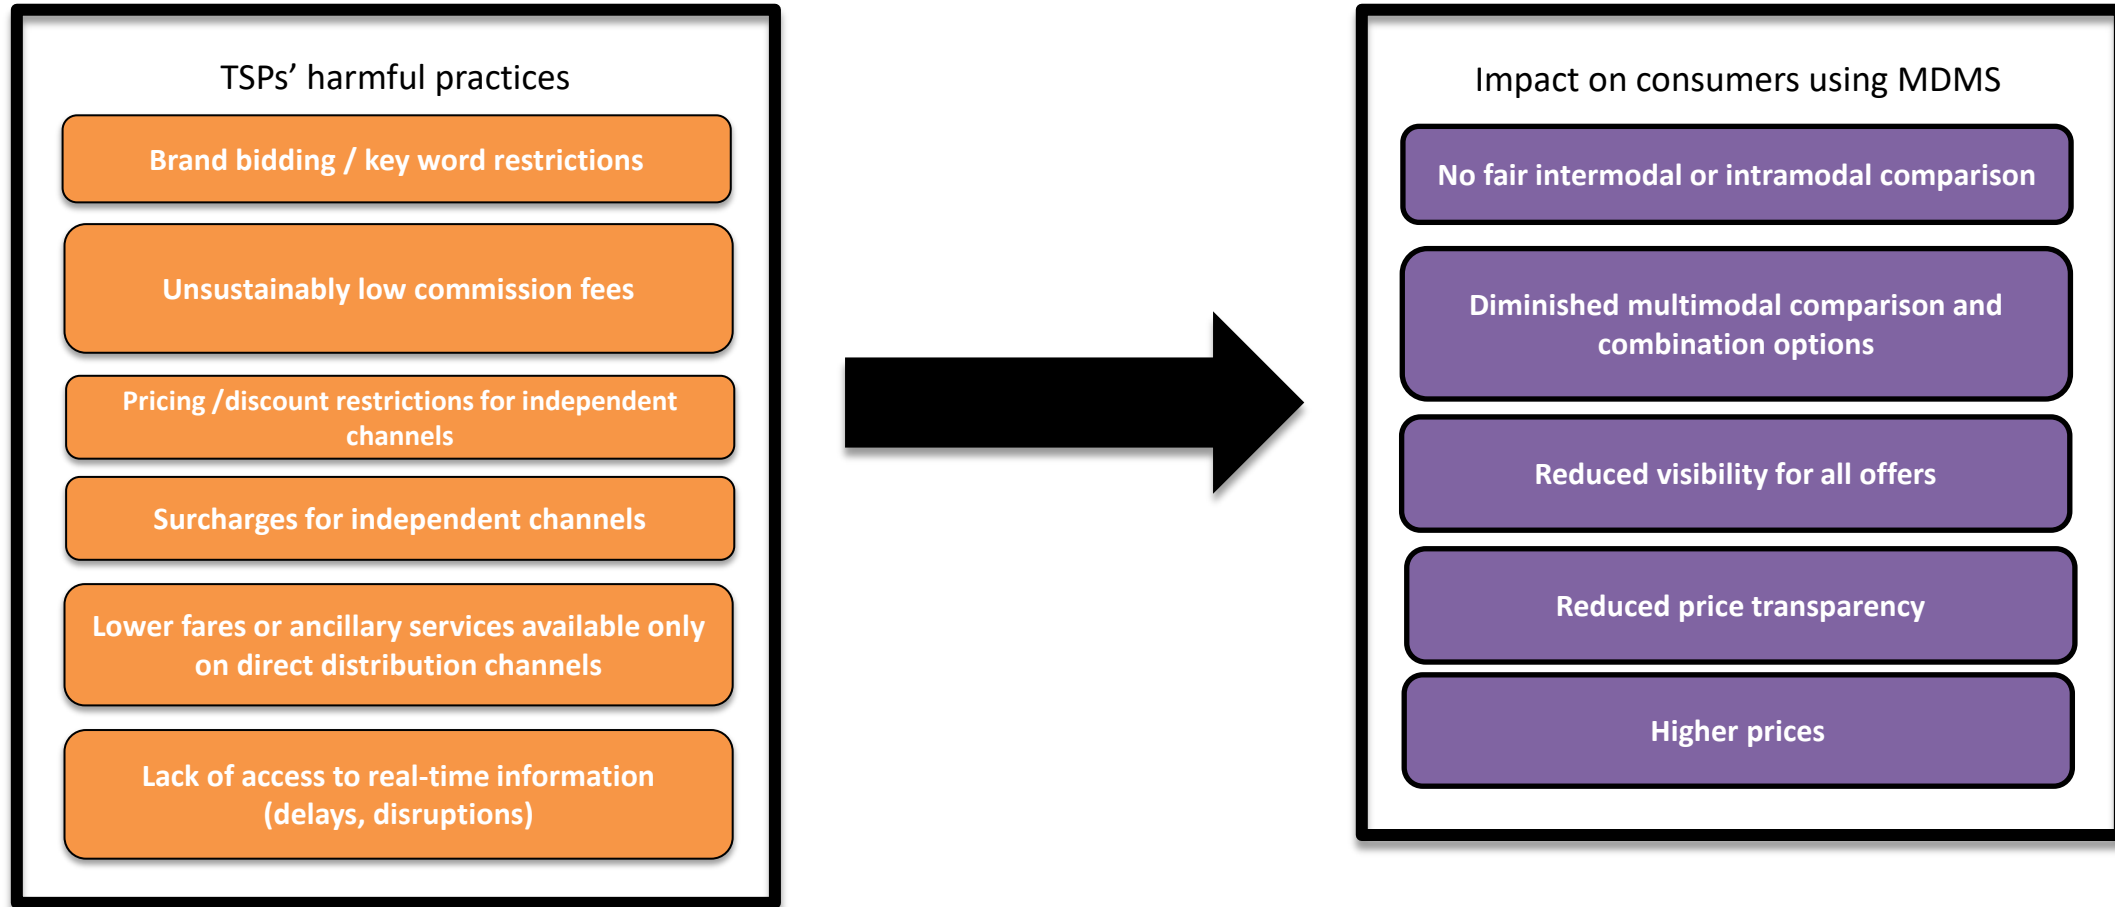 TSPs’ harmful practices
Brand bidding / key word restrictions
Unsustainably low commission fees
Pricing /discount restrictions for independent
channels
Surcharges for independent channels
Lower fares or ancillary services available only
on direct distribution channels
Lack of access to real-time information
(delays, disruptions)
Impact on consumers using MDMS
No fair intermodal or intramodal comparison
Diminished multimodal comparison and
combination options
Reduced visibility for all offers
Reduced price transparency
Higher prices